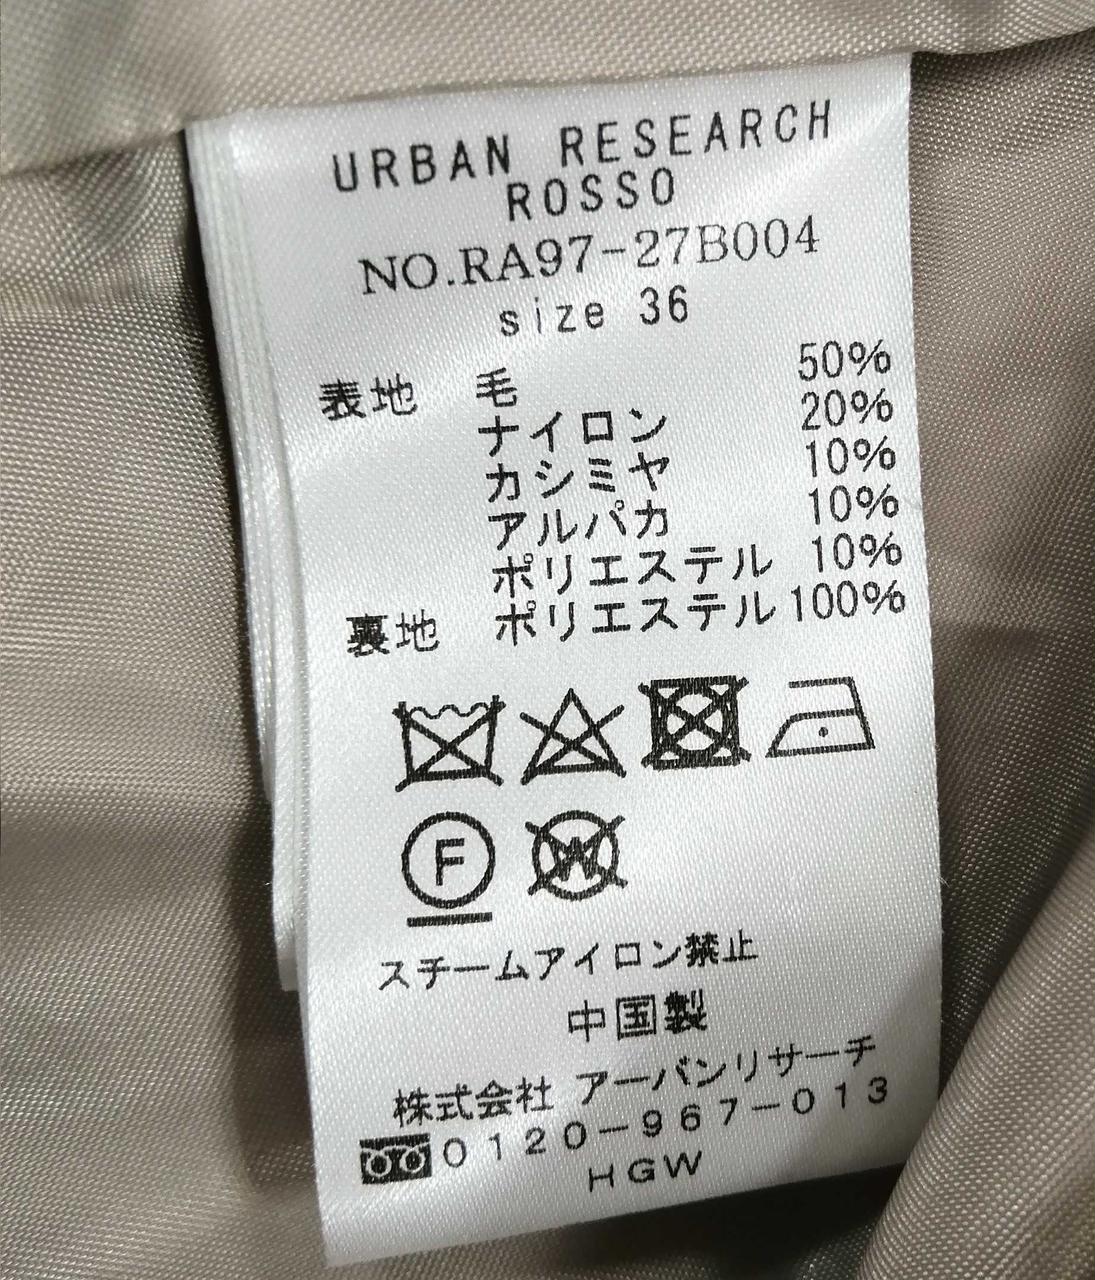 URBAN RESEARCH
ROSSO
NO.RA97-27B004
size 36
表地 毛 50%
ナイロン 20%
カシミヤ 10%
アルパカ 10%
ポリエステル 10%
裏地 ポリエステル 100%
F W
スチームアイロン禁止
中国製
株式会社 アーバンリサーチ
0120-967-013
HGW